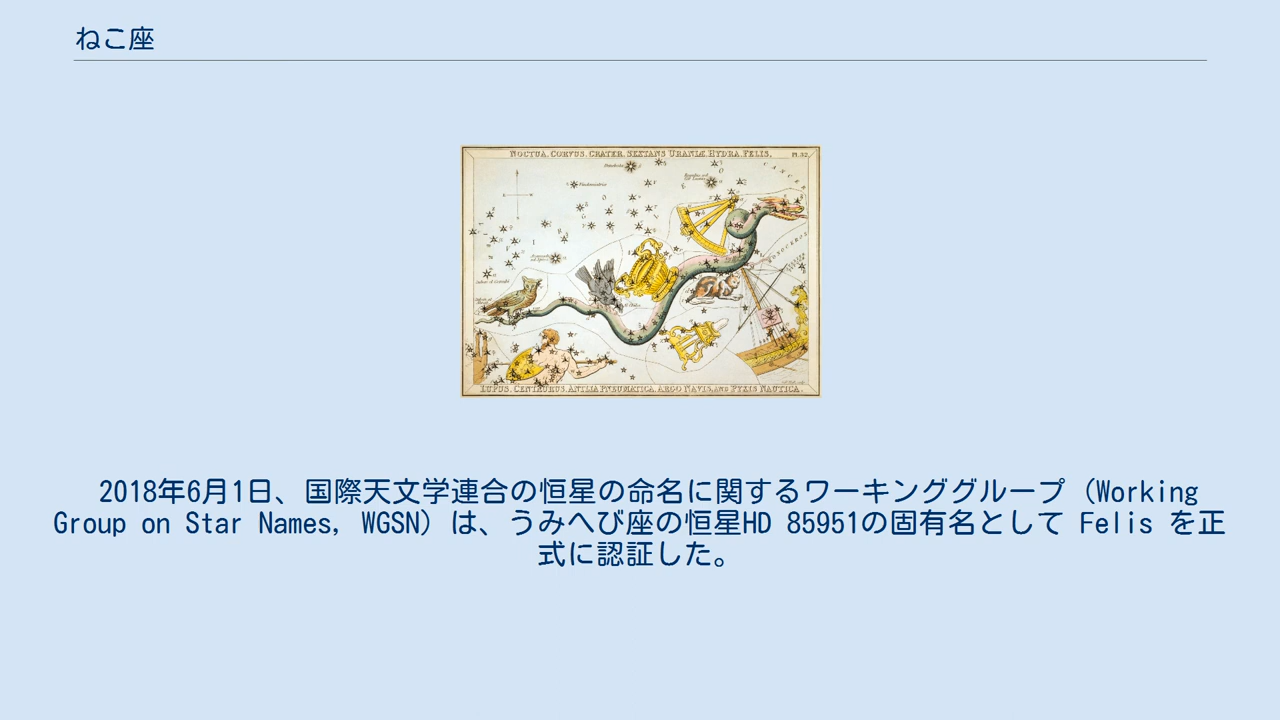 ねこ座
NOCTUA, CORVUS, CRATER, SEXTANS URANIÆ, HYDRA, FELIS,
PL.32.
CANCER
MONOCEROS
LUPUS, CENTAURUS, ANTLIA PNEUMATICA, ARGO NAVIS, AND PYXIS NAUTICA.
2018年6月1日、国際天文学連合の恒星の命名に関するワーキンググループ (Working
Group on Star Names, WGSN) は、うみへび座の恒星HD 85951の固有名として Felis を正
式に認証した。